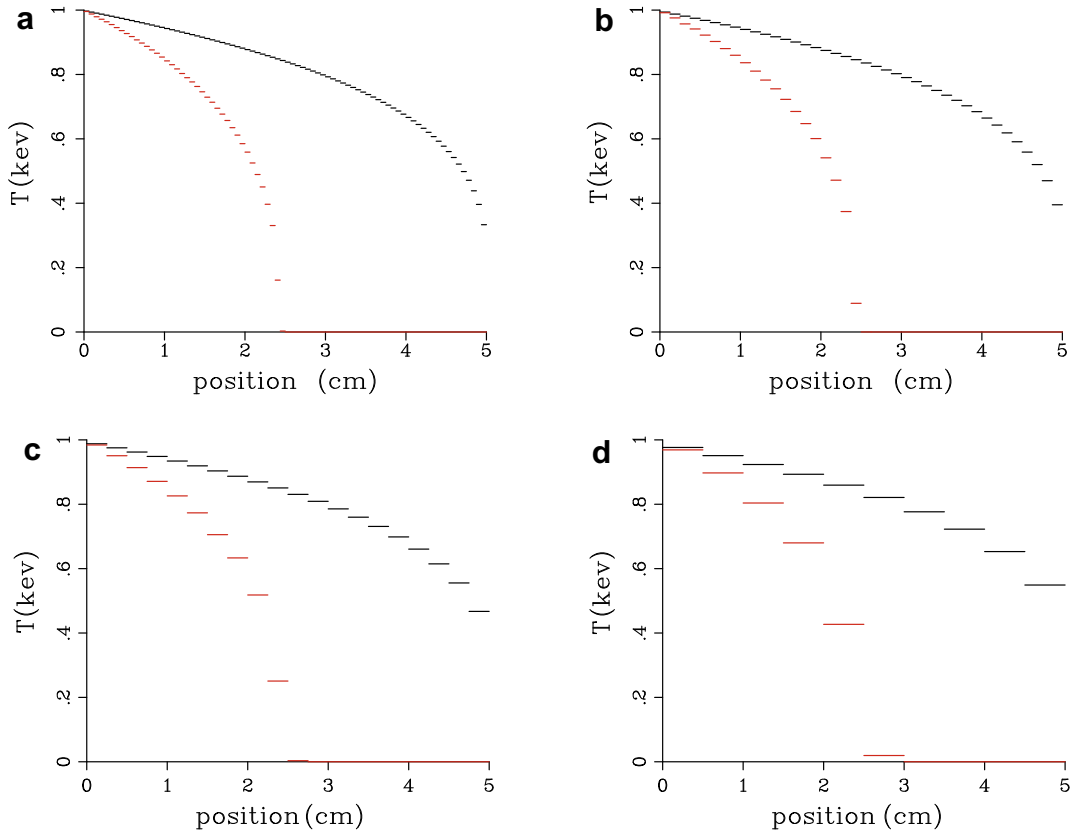 a
T(kev)
1
.8
.6
.4
.2
0
0 1 2 3 4 5
position (cm)
b
T(kev)
1
.8
.6
.4
.2
0
0 1 2 3 4 5
position (cm)
c
T(kev)
1
.8
.6
.4
.2
0
0 1 2 3 4 5
position (cm)
d
T(kev)
1
.8
.6
.4
.2
0
0 1 2 3 4 5
position (cm)